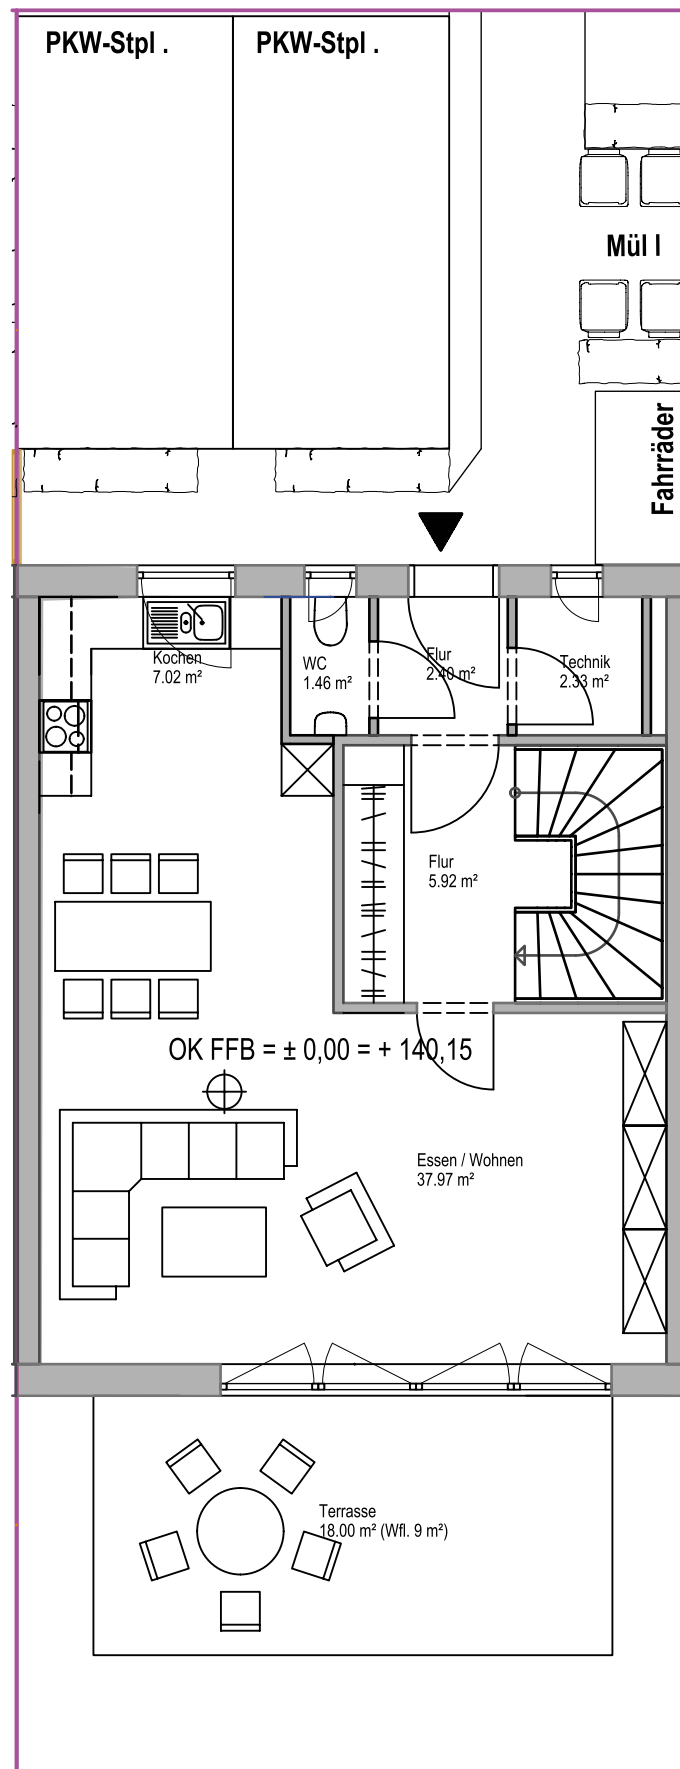 PKW-Stpl .
PKW-Stpl .
Mül l
Fahrräder
Kochen
7.02 m²
WC
1.46 m²
Flur
2.40 m²
Technik
2.33 m²
Flur
5.92 m²
OK FFB = ± 0,00 = + 140,15
Essen / Wohnen
37.97 m²
Terrasse
18.00 m² (Wfl. 9 m²)